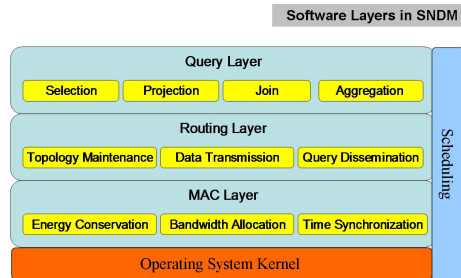 Software Layers in SNDM
Query Layer
Selection Projection Join Aggregation
Routing Layer
Topology Maintenance Data Transmission Query Dissemination
MAC Layer
Energy Conservation Bandwidth Allocation Time Synchronization
Operating System Kernel
Scheduling